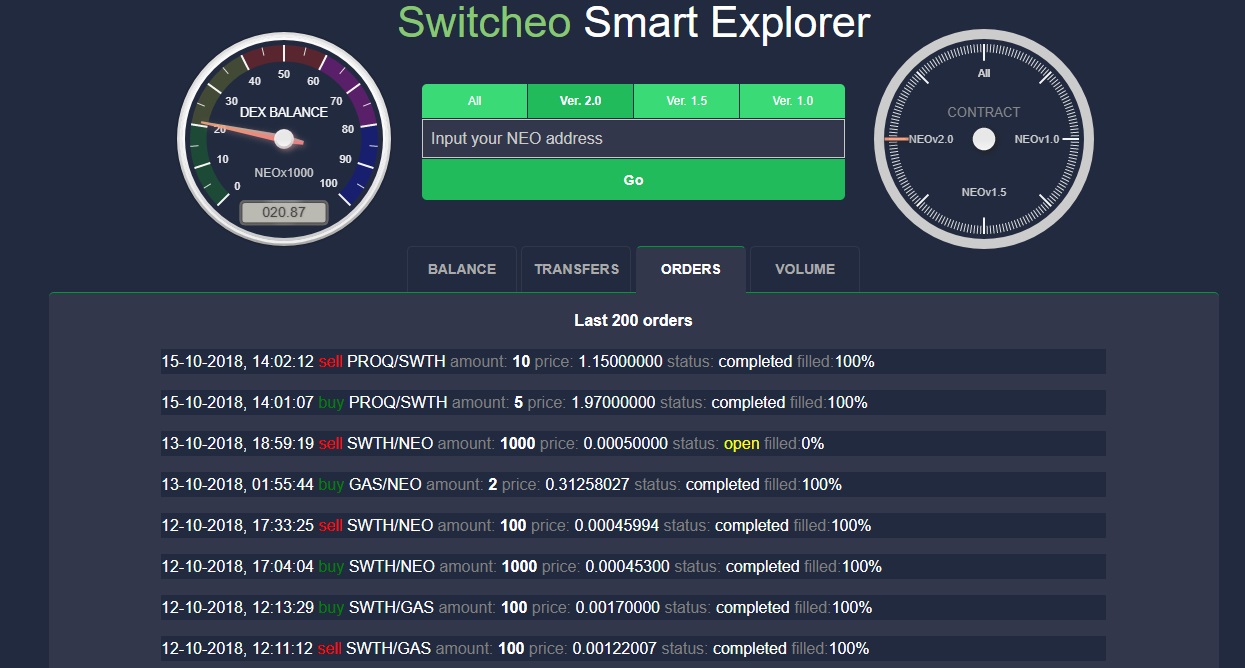 Switcheo Smart Explorer
0
10
20
30
40
50
60
70
80
90
100
DEX BALANCE
NEOx1000
020.87
All Ver. 2.0 Ver. 1.5 Ver. 1.0
Input your NEO address
Go
All
CONTRACT
NEOv2.0 NEOv1.0
NEOv1.5
BALANCE TRANSFERS ORDERS VOLUME
Last 200 orders
15-10-2018, 14:02:12 sell PROQ/SWTH amount: 10 price: 1.15000000 status: completed filled:100%
15-10-2018, 14:01:07 buy PROQ/SWTH amount: 5 price: 1.97000000 status: completed filled:100%
13-10-2018, 18:59:19 sell SWTH/NEO amount: 1000 price: 0.00050000 status: open filled:0%
13-10-2018, 01:55:44 buy GAS/NEO amount: 2 price: 0.31258027 status: completed filled:100%
12-10-2018, 17:33:25 sell SWTH/NEO amount: 100 price: 0.00045994 status: completed filled:100%
12-10-2018, 17:04:04 buy SWTH/NEO amount: 1000 price: 0.00045300 status: completed filled:100%
12-10-2018, 12:13:29 buy SWTH/GAS amount: 100 price: 0.00170000 status: completed filled:100%
12-10-2018, 12:11:12 sell SWTH/GAS amount: 100 price: 0.00122007 status: completed filled:100%